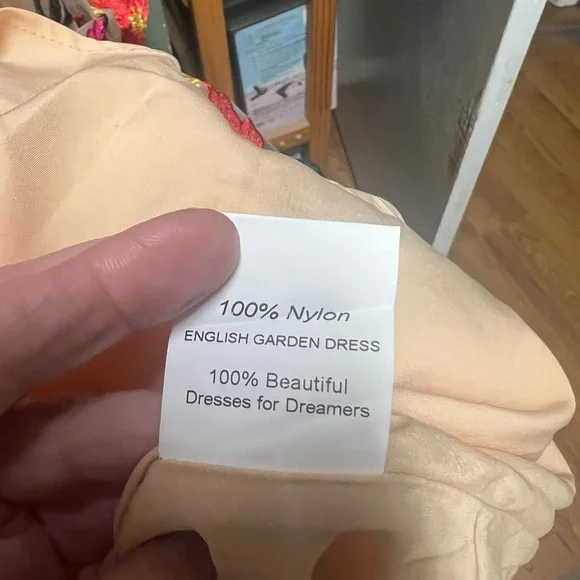 100% Nylon
ENGLISH GARDEN DRESS
100% Beautiful
Dresses for Dreamers